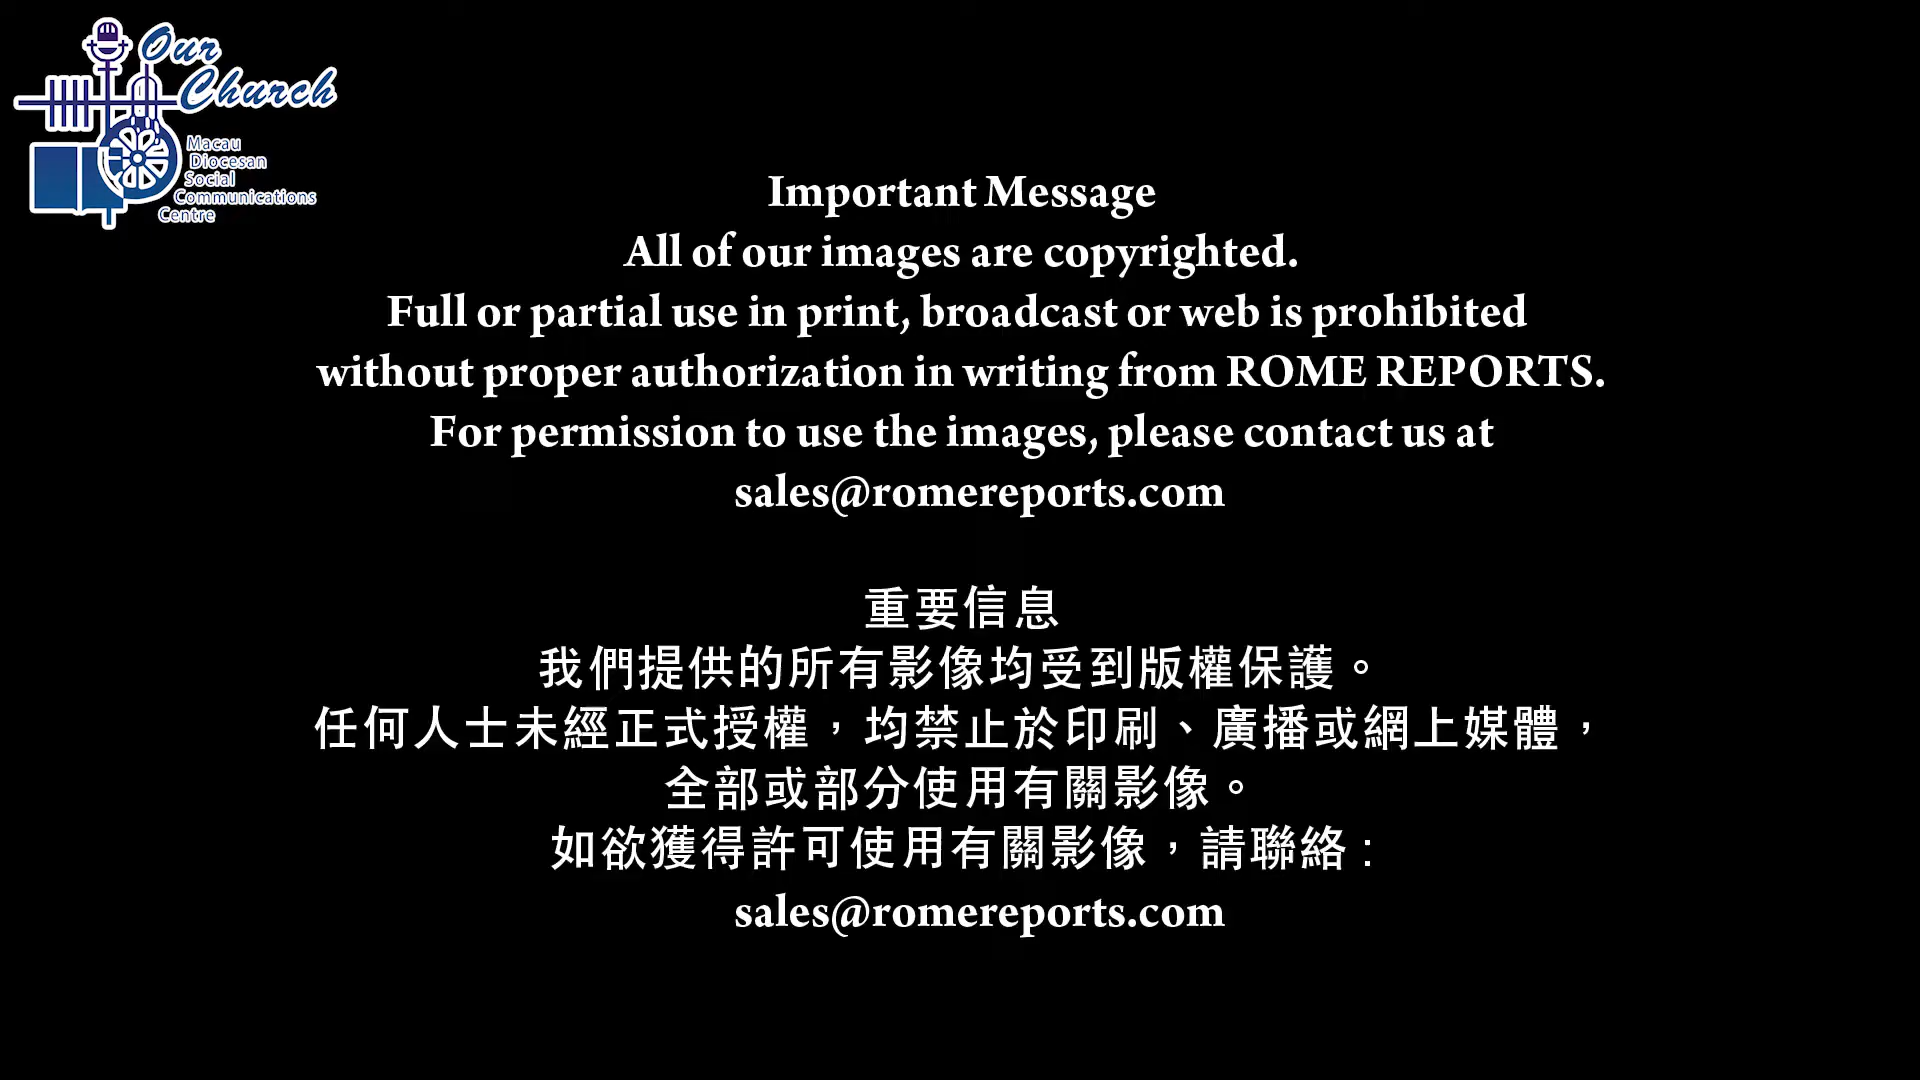 Our
Church
Macau
Diocesan
Social
Communications
Centre
Important Message
All of our images are copyrighted.
Full or partial use in print, broadcast or web is prohibited
without proper authorization in writing from ROME REPORTS.
For permission to use the images, please contact us at
sales@romereports.com
重要信息
我們提供的所有影像均受到版權保護。
任何人士未經正式授權，均禁止於印刷、廣播或網上媒體，
全部或部分使用有關影像。
如欲獲得許可使用有關影像，請聯絡：
sales@romereports.com